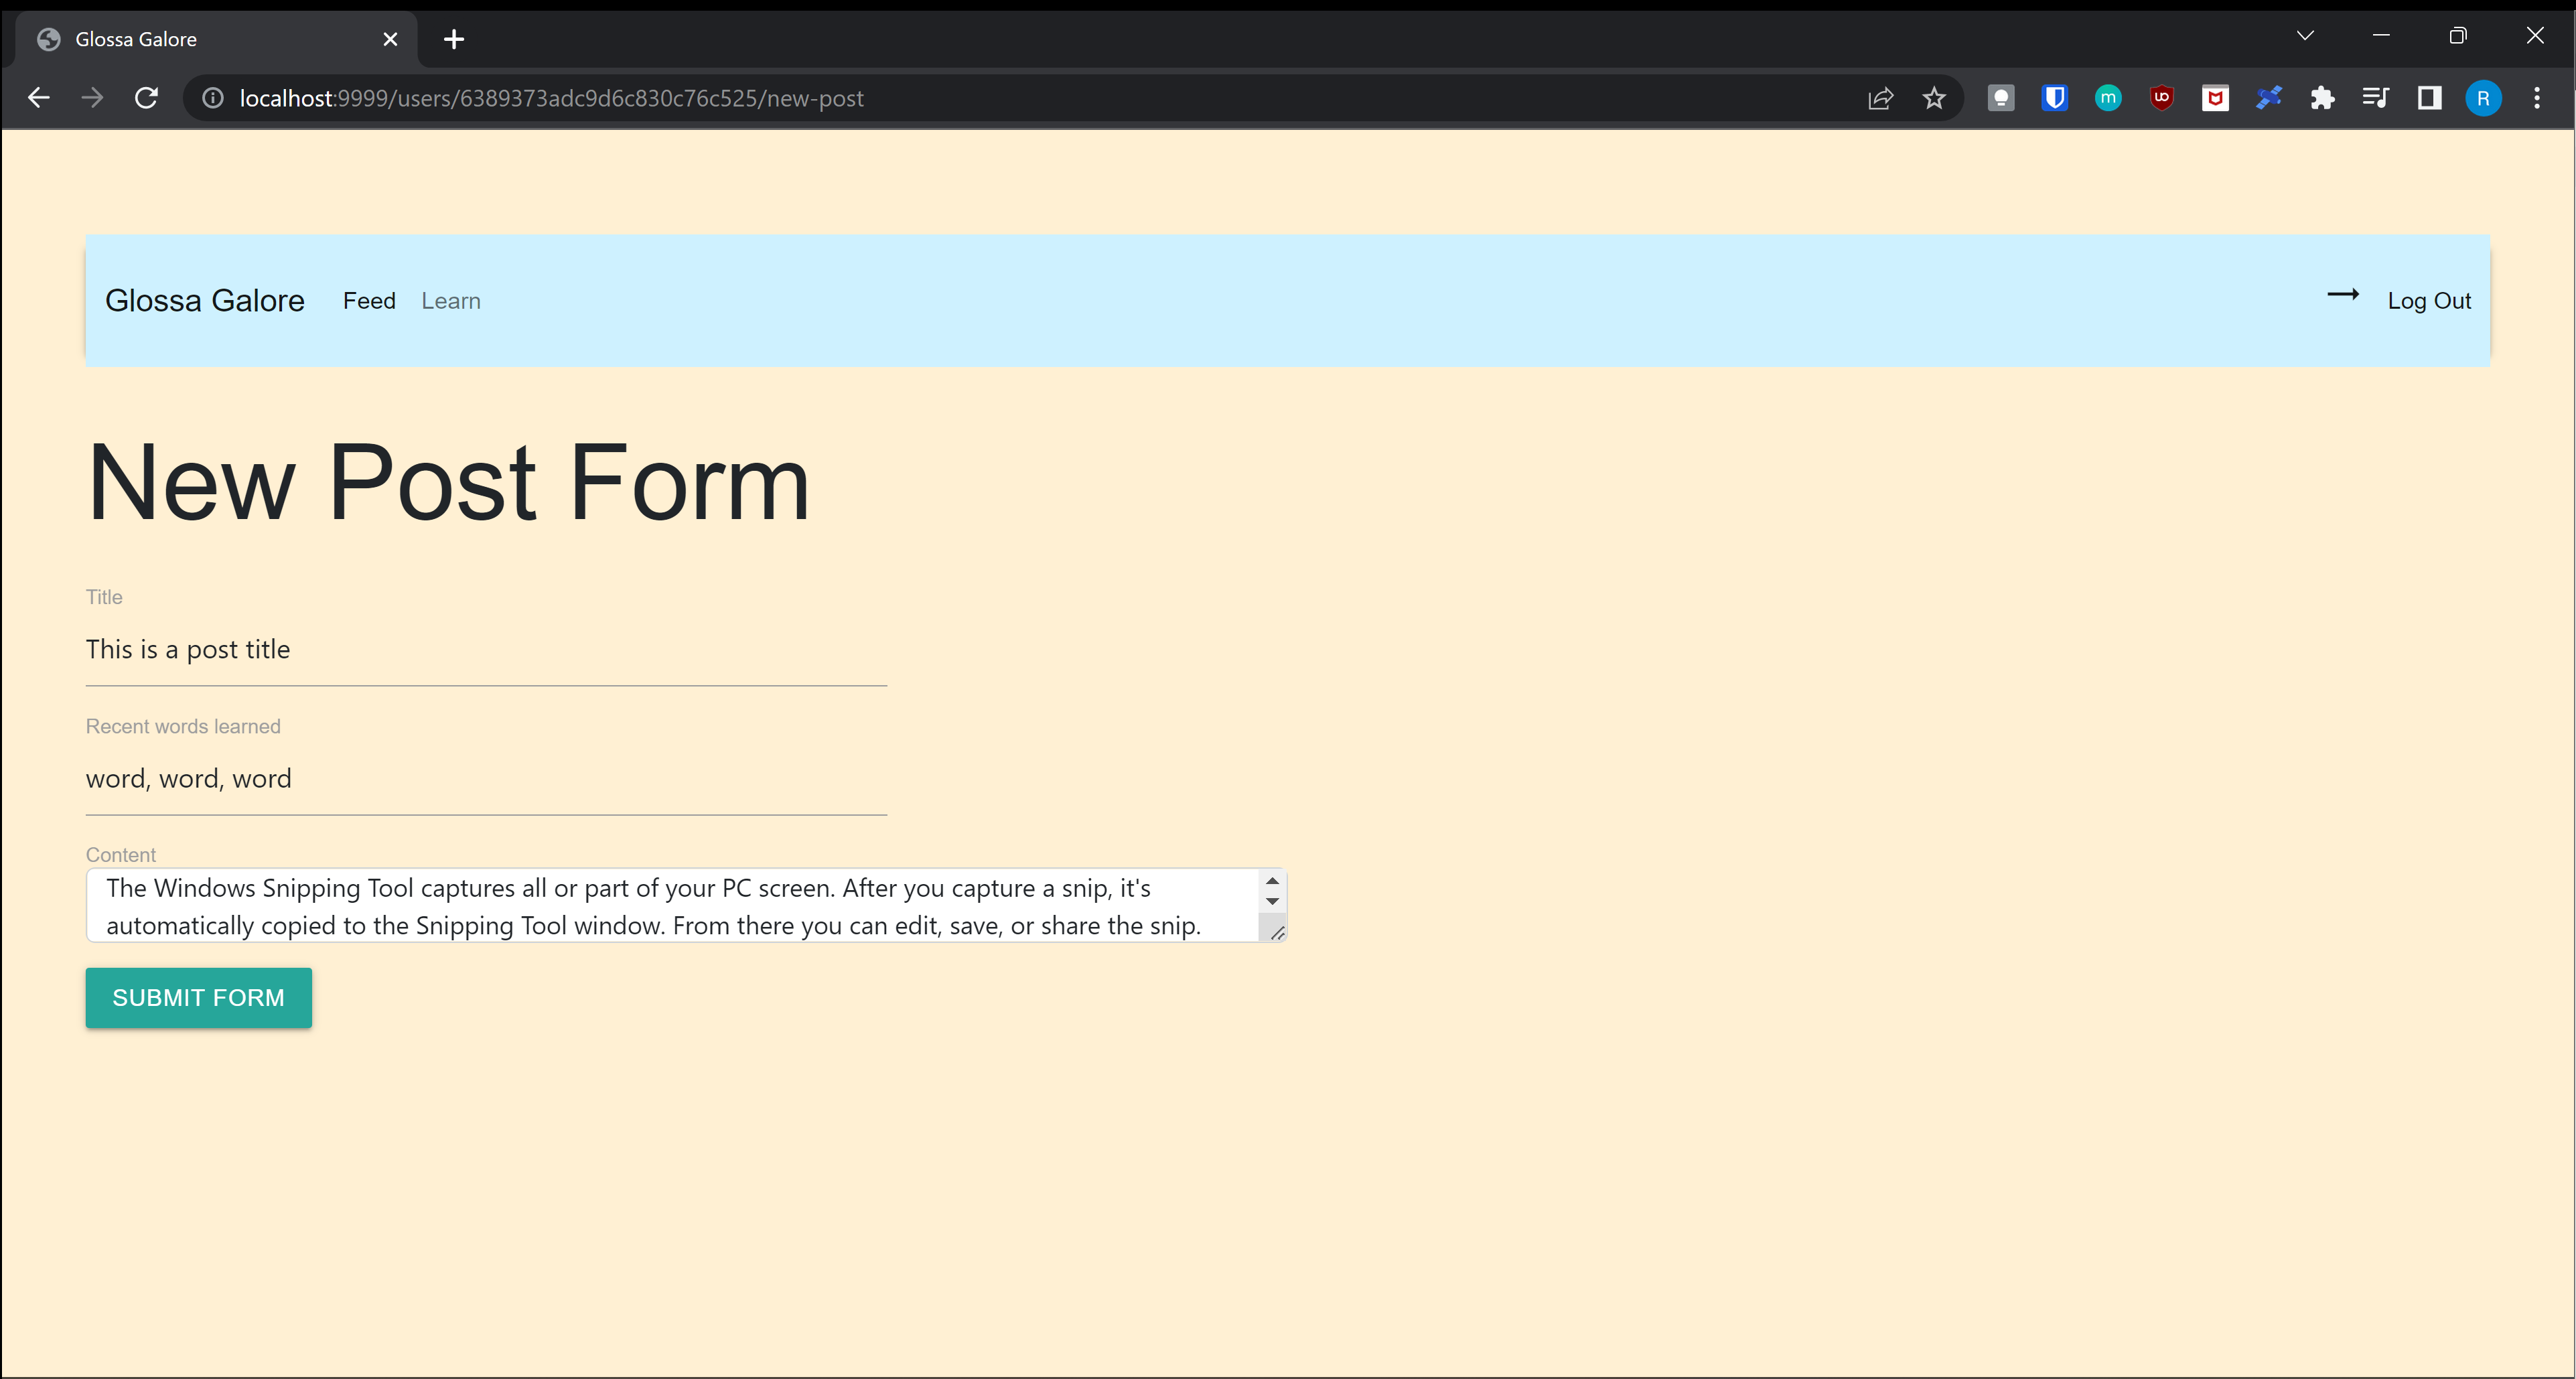 Glossa Galore
localhost:9999/users/6389373adc9d6c830c76c525/new-post
m
R
Glossa Galore Feed Learn Log Out
New Post Form
Title
This is a post title
Recent words learned
word, word, word
Content
The Windows Snipping Tool captures all or part of your PC screen. After you capture a snip, it's
automatically copied to the Snipping Tool window. From there you can edit, save, or share the snip.
SUBMIT FORM